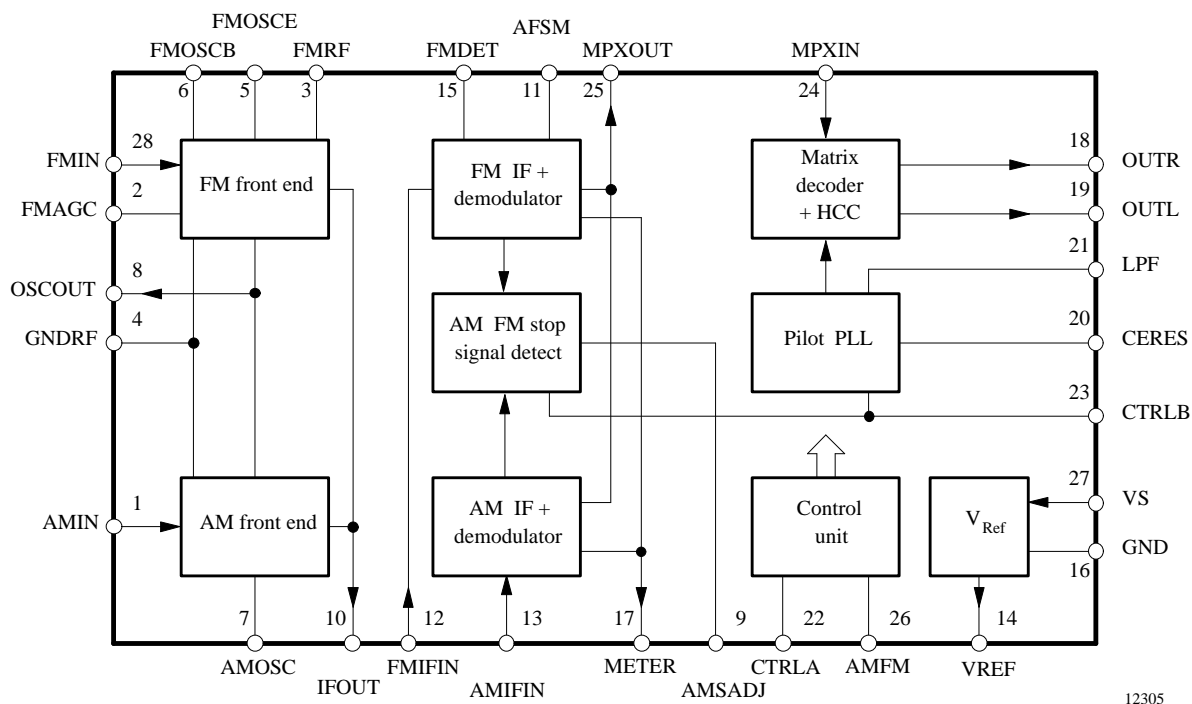 FMOSCE
AFSM
FMOSCB
FMRF
FMDET
MPXOUT
MPXIN
6
5
3
15
11
25
24
FMIN
28
FM front end
FM IF +
demodulator
Matrix
decoder
+ HCC
18
OUTR
FMAGC
2
19
OUTL
OSCOUT
8
21
LPF
GNDRF
4
AM FM stop
signal detect
Pilot PLL
20
CERES
23
CTRLB
AMIN
1
AM front end
AM IF +
demodulator
Control
unit
VRef
27
VS
GND
16
7
10
12
13
17
9
22
26
14
AMOSC
IFOUT
FMIFIN
AMIFIN
METER
AMSADJ
CTRLA
AMFM
VREF
12305